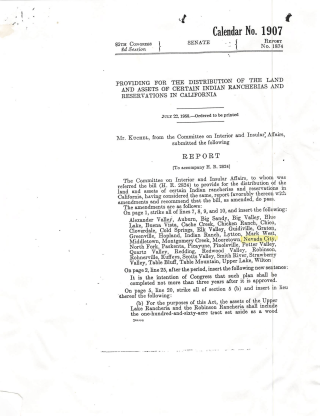 Calendar No. 1907
85TH CONGRESS
2d Session
SENATE
REPORT
No. 1874
PROVIDING FOR THE DISTRIBUTION OF THE LAND
AND ASSETS OF CERTAIN INDIAN RANCHERIAS AND
RESERVATIONS IN CALIFORNIA
JULY 22, 1958.—Ordered to be printed
Mr. KUCHEL, from the Committee on Interior and Insular Affairs,
submitted the following
REPORT
[To accompany H. R. 2824]
The Committee on Interior and Insular Affairs, to whom was
referred the bill (H. R. 2824) to provide for the distribution of the
land and assets of certain Indian rancherias and reservations in
California, having considered the same, report favorably thereon with
amendments and recommend that the bill, as amended, do pass.
The amendments are as follows:
On page 1, strike all of lines 7, 8, 9, and 10, and insert the following:
Alexander Valley, Auburn, Big Sandy, Big Valley, Blue
Lake, Buena Vista, Cache Creek, Chicken Ranch, Chico,
Cloverdale, Cold Springs, Elk Valley, Guidiville, Graton,
Greenville, Hopland, Indian Ranch, Lytton, Mark West,
Middletown, Montgomery Creek, Mooretown, Nevada City,
North Fork, Paskenta, Picayune, Pinoleville, Potter Valley,
Quartz Valley, Redding, Redwood Valley, Robinson,
Rohnerville, Ruffeys, Scotts Valley, Smith River, Strawberry
Valley, Table Bluff, Table Mountain, Upper Lake, Wilton
On page 2, line 25, after the period, insert the following new sentence:
It is the intention of Congress that such plan shall be
completed not more than three years after it is approved.
On page 5, line 20, strike all of section 5 (b) and insert in lieu
thereof the following:
(b) For the purposes of this Act, the assets of the Upper
Lake Rancheria and the Robinson Rancheria shall include
the one-hundred-and-sixty-acre tract set aside as a wood